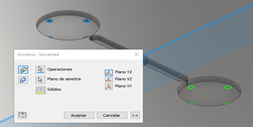 Simetría : Simetría1
Operaciones
Plano de simetría
Sólidos
Plano YZ
Plano XZ
Plano XY
Aceptar
Cancelar
>>